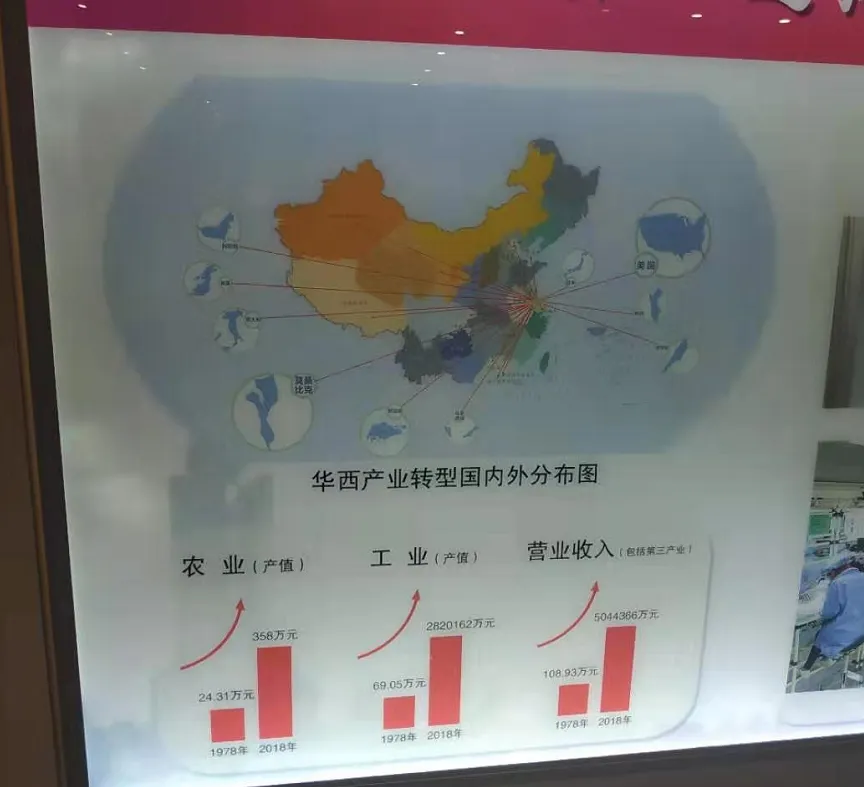 美国
莫桑
比克
华西产业转型国内外分布图
农 业（产值）
工 业（产值）
营业收入（包括第三产业）
358万元
24.31万元
1978年
2018年
2820162万元
69.05万元
1978年
2018年
5044366万元
108.93万元
1978年
2018年